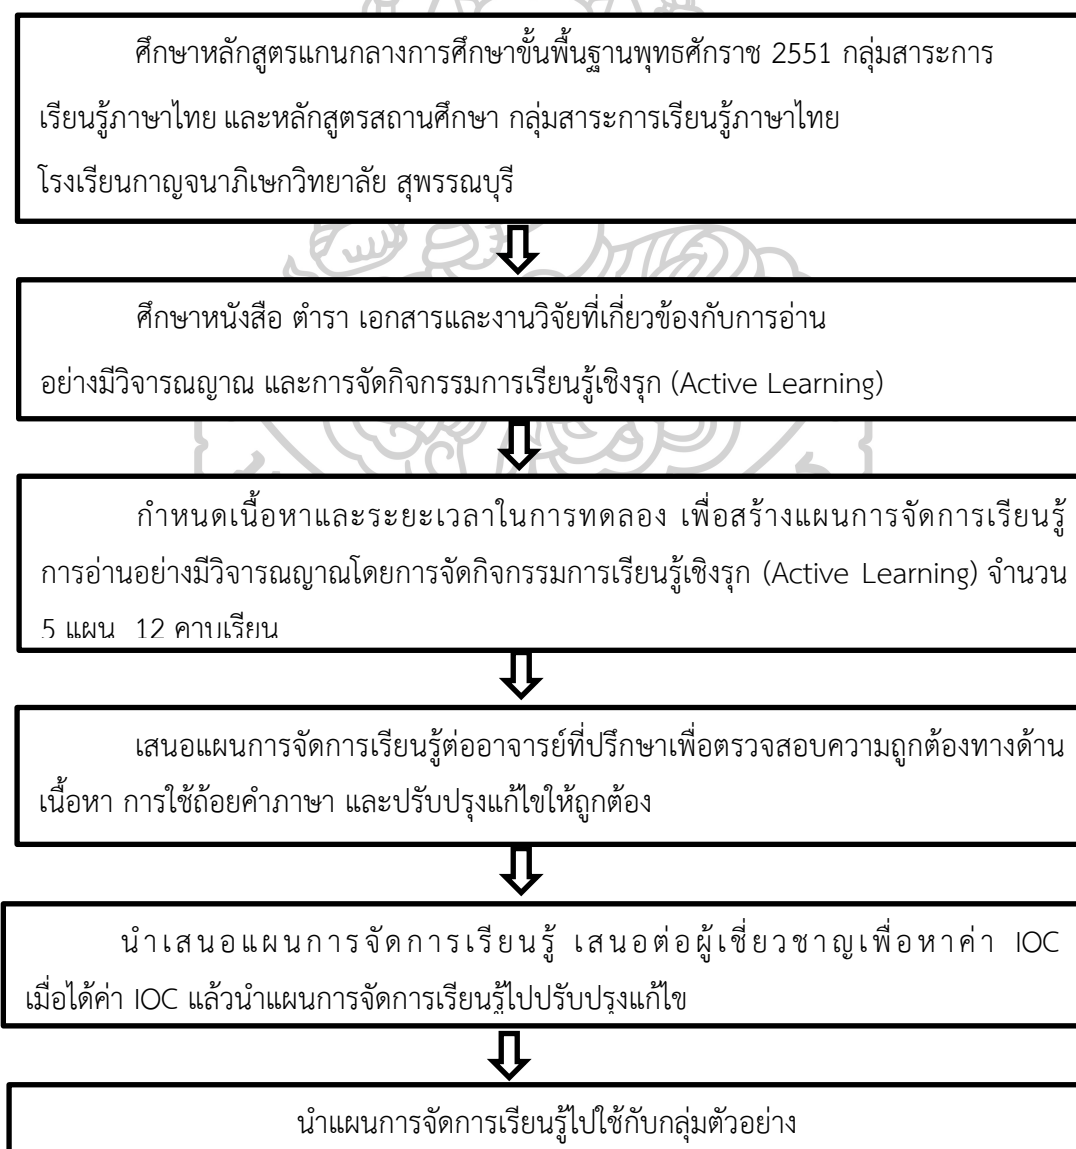 ศึกษาหลักสูตรแกนกลางการศึกษาขั้นพื้นฐานพุทธศักราช 2551 กลุ่มสาระการ
เรียนรู้ภาษาไทย และหลักสูตรสถานศึกษา กลุ่มสาระการเรียนรู้ภาษาไทย
โรงเรียนกาญจนาภิเษกวิทยาลัย สุพรรณบุรี
ศึกษาหนังสือ ตำรา เอกสารและงานวิจัยที่เกี่ยวข้องกับการอ่าน
อย่างมีวิจารณญาณ และการจัดกิจกรรมการเรียนรู้เชิงรุก (Active Learning)
กำหนดเนื้อหาและระยะเวลาในการทดลอง เพื่อสร้างแผนการจัดการเรียนรู้
การอ่านอย่างมีวิจารณญาณโดยการจัดกิจกรรมการเรียนรู้เชิงรุก (Active Learning) จำนวน
5 แผน 12 คาบเรียน
เสนอแผนการจัดการเรียนรู้ต่ออาจารย์ที่ปรึกษาเพื่อตรวจสอบความถูกต้องทางด้าน
เนื้อหา การใช้ถ้อยคำภาษา และปรับปรุงแก้ไขให้ถูกต้อง
นำเสนอแผนการจัดการเรียนรู้ เสนอต่อผู้เชี่ยวชาญเพื่อหาค่า IOC
เมื่อได้ค่า IOC แล้วนำแผนการจัดการเรียนรู้ไปปรับปรุงแก้ไข
นำแผนการจัดการเรียนรู้ไปใช้กับกลุ่มตัวอย่าง